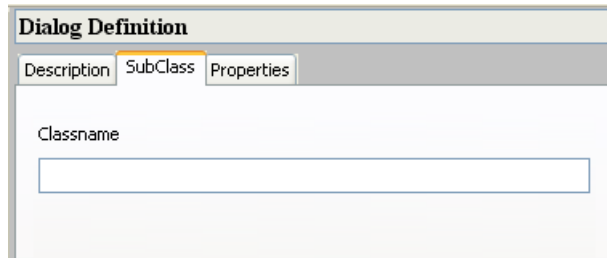 Dialog Definition
Description SubClass Properties
Classname